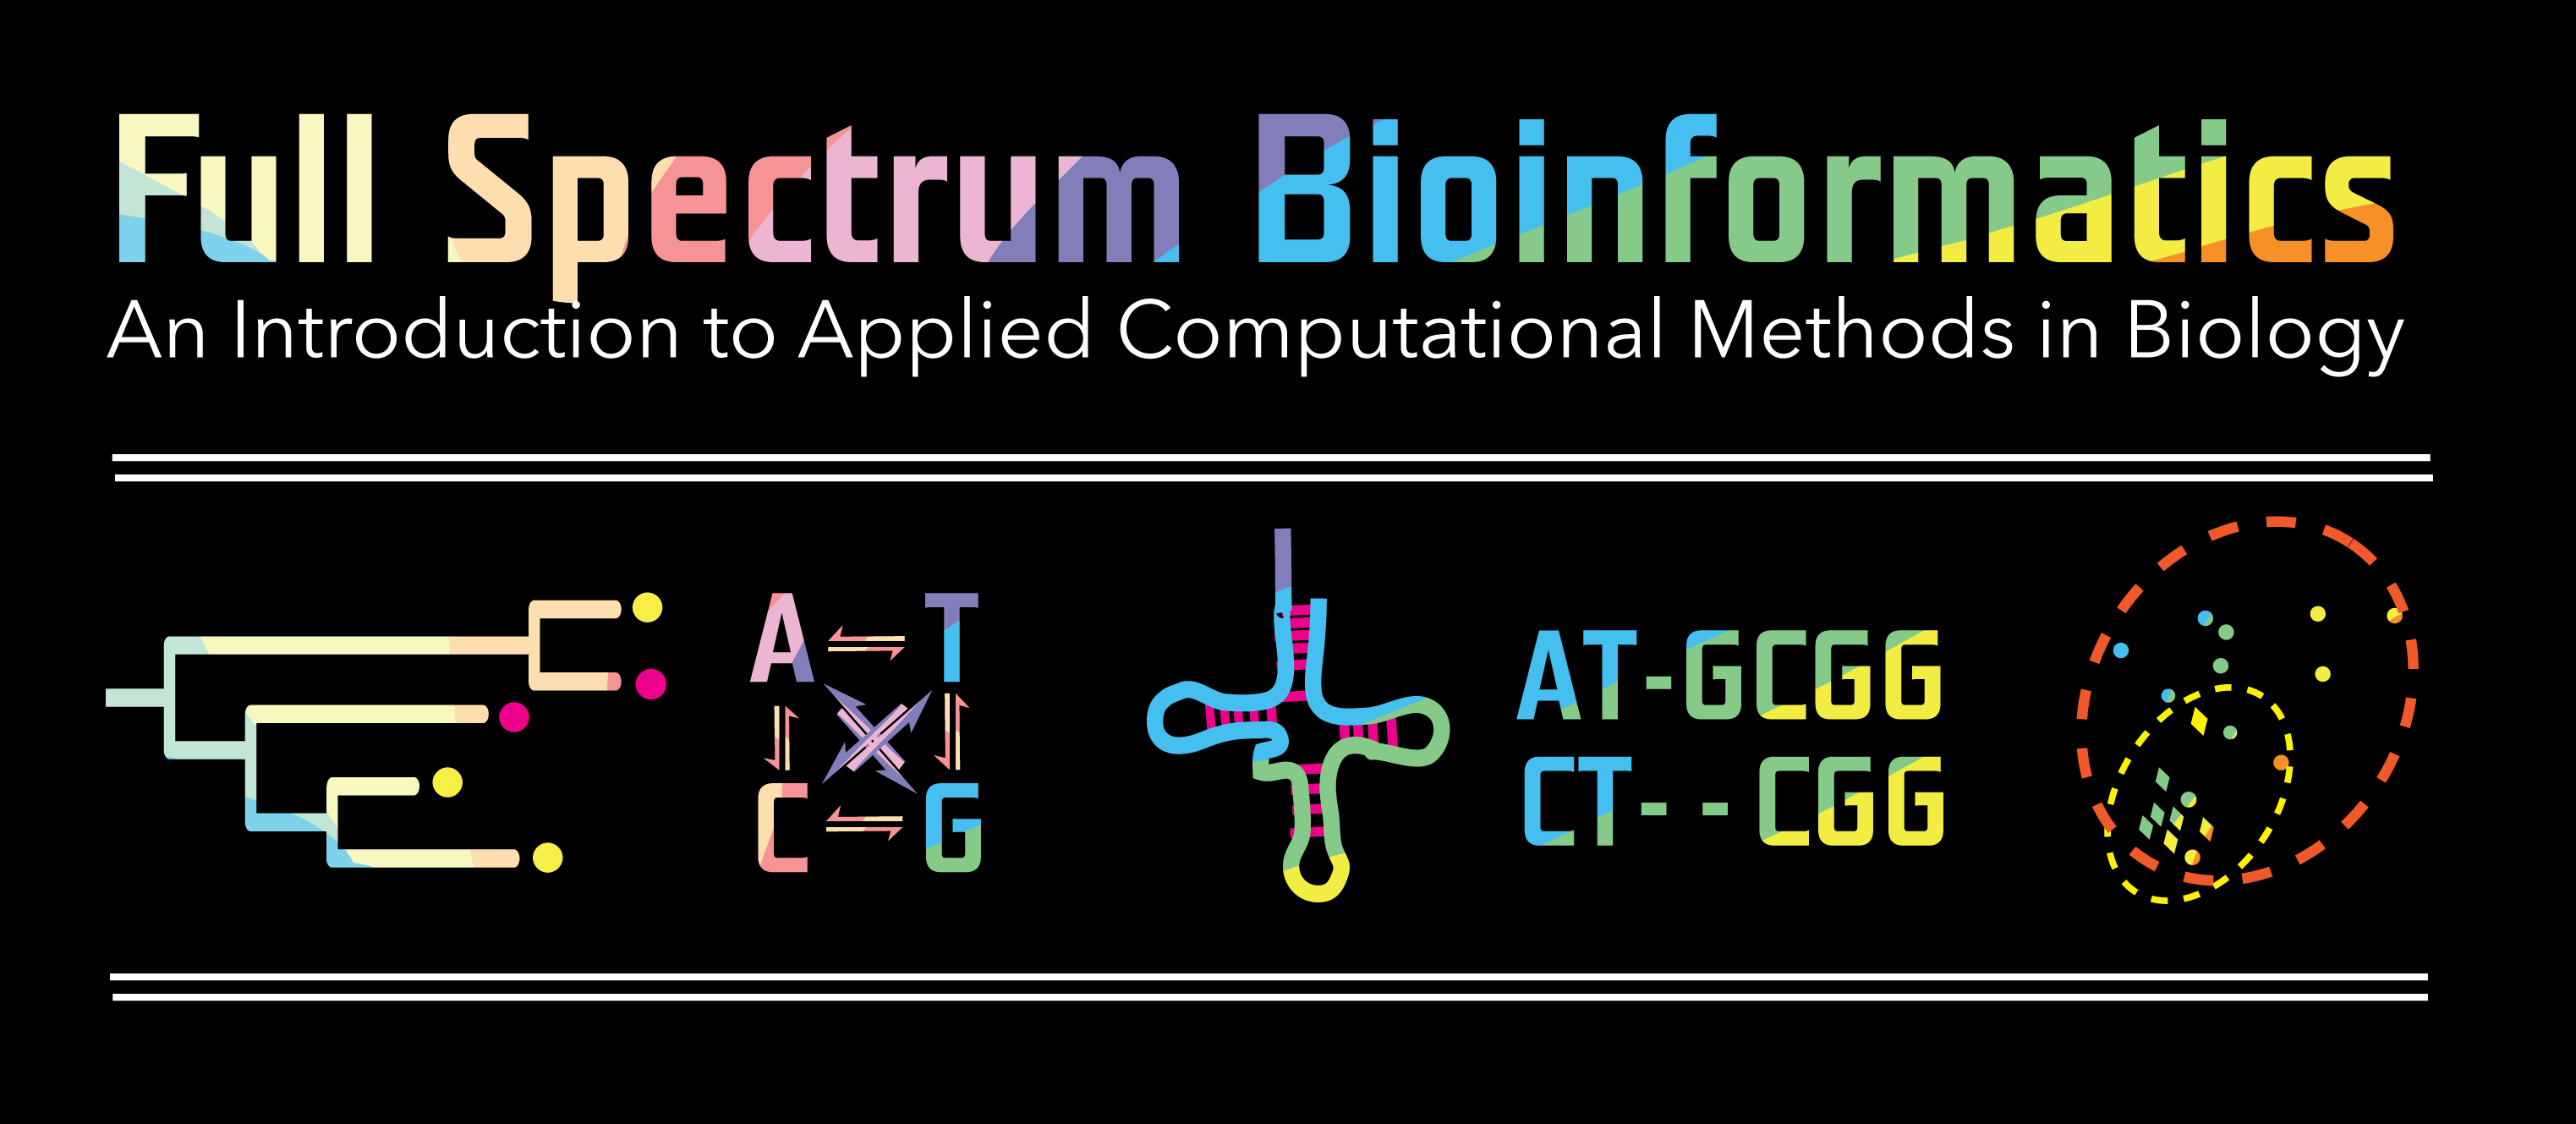 Full Spectrum Bioinformatics
An Introduction to Applied Computational Methods in Biology
A T
C G
AT-GCGG
CT--CGG